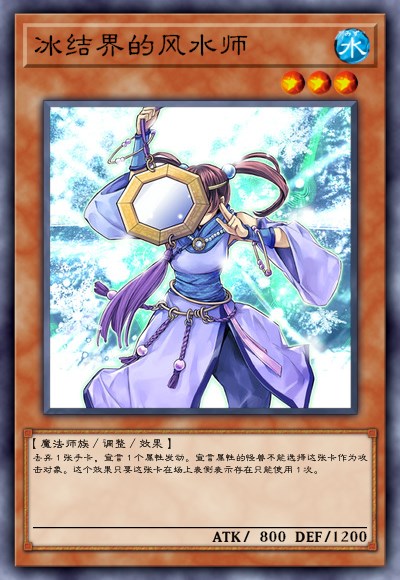 冰结界的风水师
水
【魔法师族／调整／效果】
丢弃1张手卡，宣言1个属性发动。宣言属性的怪兽不能选择这张卡作为攻
击对象。这个效果只要这张卡在场上表侧表示存在只能使用1次。
ATK/ 800 DEF/1200